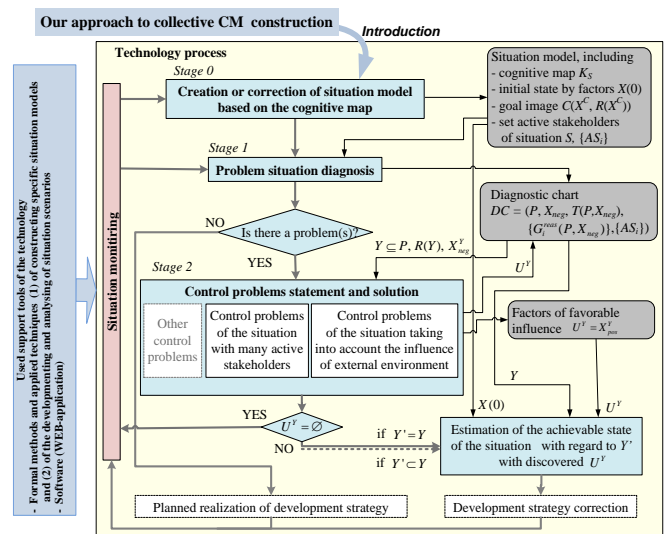 Our approach to collective CM construction
Introduction
Technology process
Stage 0
Creation or correction of situation model
based on the cognitive map
Situation model, including
- cognitive map K_S
- initial state by factors X(0)
- goal image C(X^C, R(X^C))
- set active stakeholders
of situation S, {AS_i}
Stage 1
Problem situation diagnosis
Diagnostic chart
DC = (P, X_neg, T(P,X_neg),
{G_i^reas(P, X_neg)},{AS_i})
NO
Is there a problem(s)?
YES
Y ⊆ P, R(Y), X_neg^Y
U^Y
Stage 2
Control problems statement and solution
Other
control
problems
Control problems
of the situation
with many active
stakeholders
Control problems
of the situation taking
into account the influence
of external environment
Factors of favorable
influence U^Y = X_pos^Y
Y
X(0)
U^Y
YES
U^Y = ∅
NO
if Y' = Y
if Y' ⊂ Y
Estimation of the achievable state
of the situation with regard to Y'
with discovered U^Y
Planned realization of development strategy
Development strategy correction
Situation monitiring
Used support tools of the technology
- Formal methods and applied techniques (1) of constructing specific situation models
and (2) of the developmenting and analysing of situation scenarios
- Software (WEB-application)